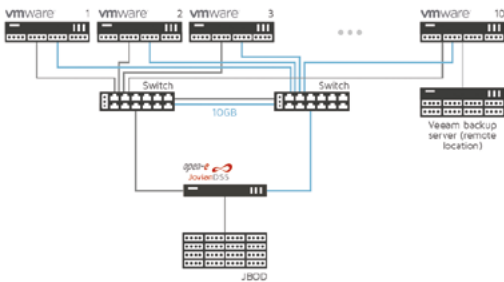 vmware 1
vmware 2
vmware 3
vmware 10
Switch
Switch
10GB
open-e
JovianDSS
Veeam backup
server (remote
location)
JBOD